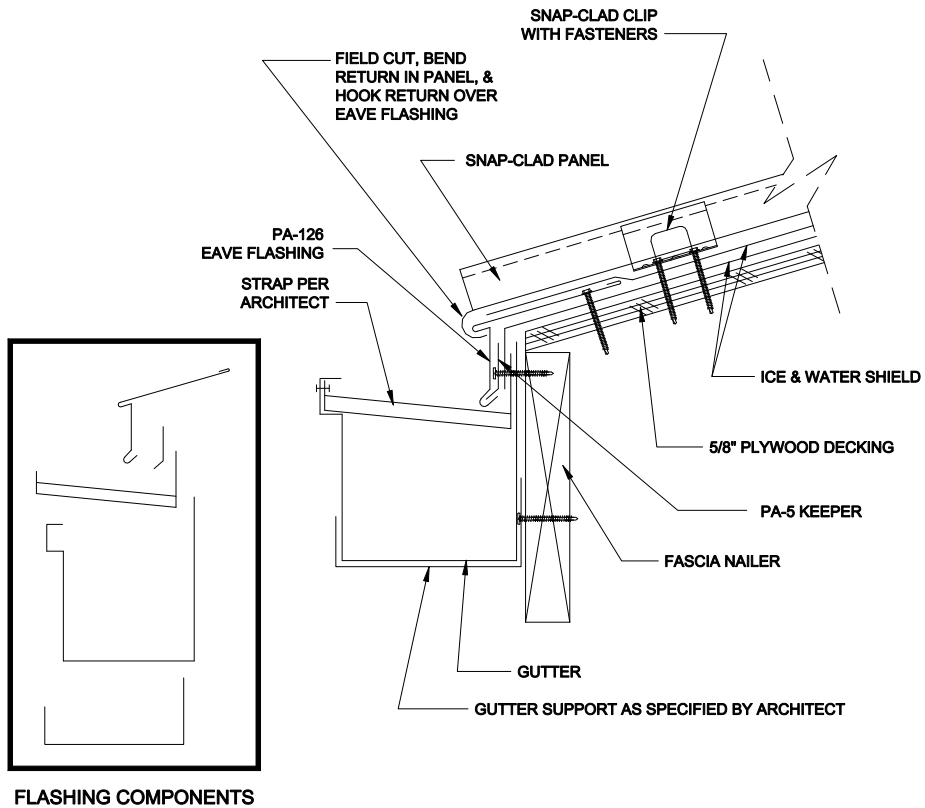 SNAP-CLAD CLIP
WITH FASTENERS
FIELD CUT, BEND
RETURN IN PANEL, &
HOOK RETURN OVER
EAVE FLASHING
SNAP-CLAD PANEL
PA-126
EAVE FLASHING
STRAP PER
ARCHITECT
ICE & WATER SHIELD
5/8" PLYWOOD DECKING
PA-5 KEEPER
FASCIA NAILER
GUTTER
GUTTER SUPPORT AS SPECIFIED BY ARCHITECT
FLASHING COMPONENTS